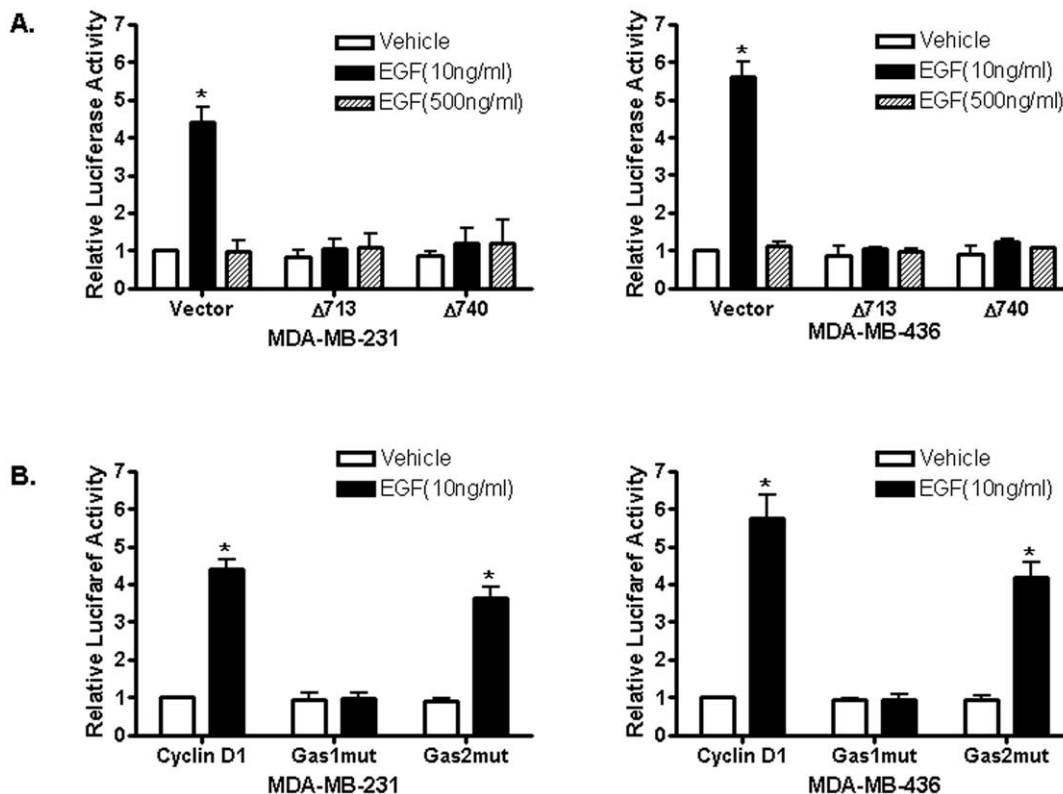 A.
Relative Luciferase Activity
7
6
5
4
3
2
1
0
Vehicle
EGF(10ng/ml)
EGF(500ng/ml)
*
Vector
Δ713
Δ740
MDA-MB-231
Relative Luciferase Activity
7
6
5
4
3
2
1
0
Vehicle
EGF(10ng/ml)
EGF(500ng/ml)
*
Vector
Δ713
Δ740
MDA-MB-436
B.
Relative Luciferaf Activity
7
6
5
4
3
2
1
0
Vehicle
EGF(10ng/ml)
*
*
Cyclin D1
Gas1mut
Gas2mut
MDA-MB-231
Relative Lucifaref Activity
7
6
5
4
3
2
1
0
Vehicle
EGF(10ng/ml)
*
*
Cyclin D1
Gas1mut
Gas2mut
MDA-MB-436